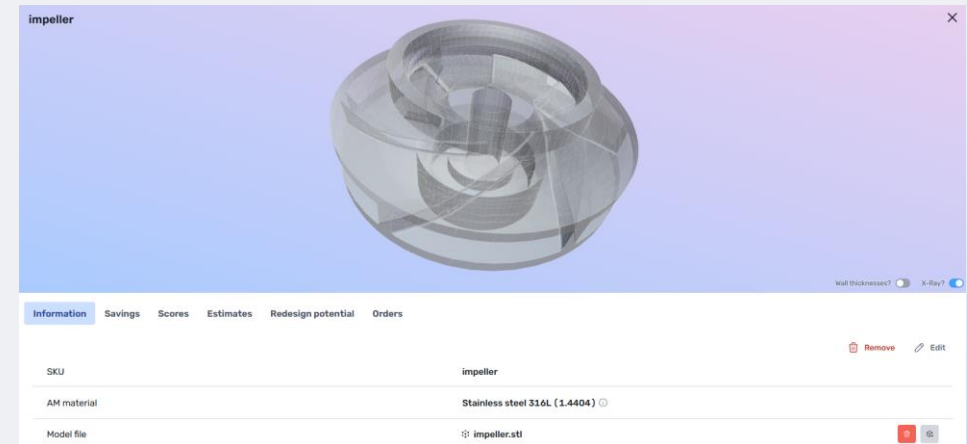 impeller
Wall thicknesses? X-Ray?
Information Savings Scores Estimates Redesign potential Orders
Remove Edit
SKU impeller
AM material Stainless steel 316L (1.4404)
Model file impeller.stl